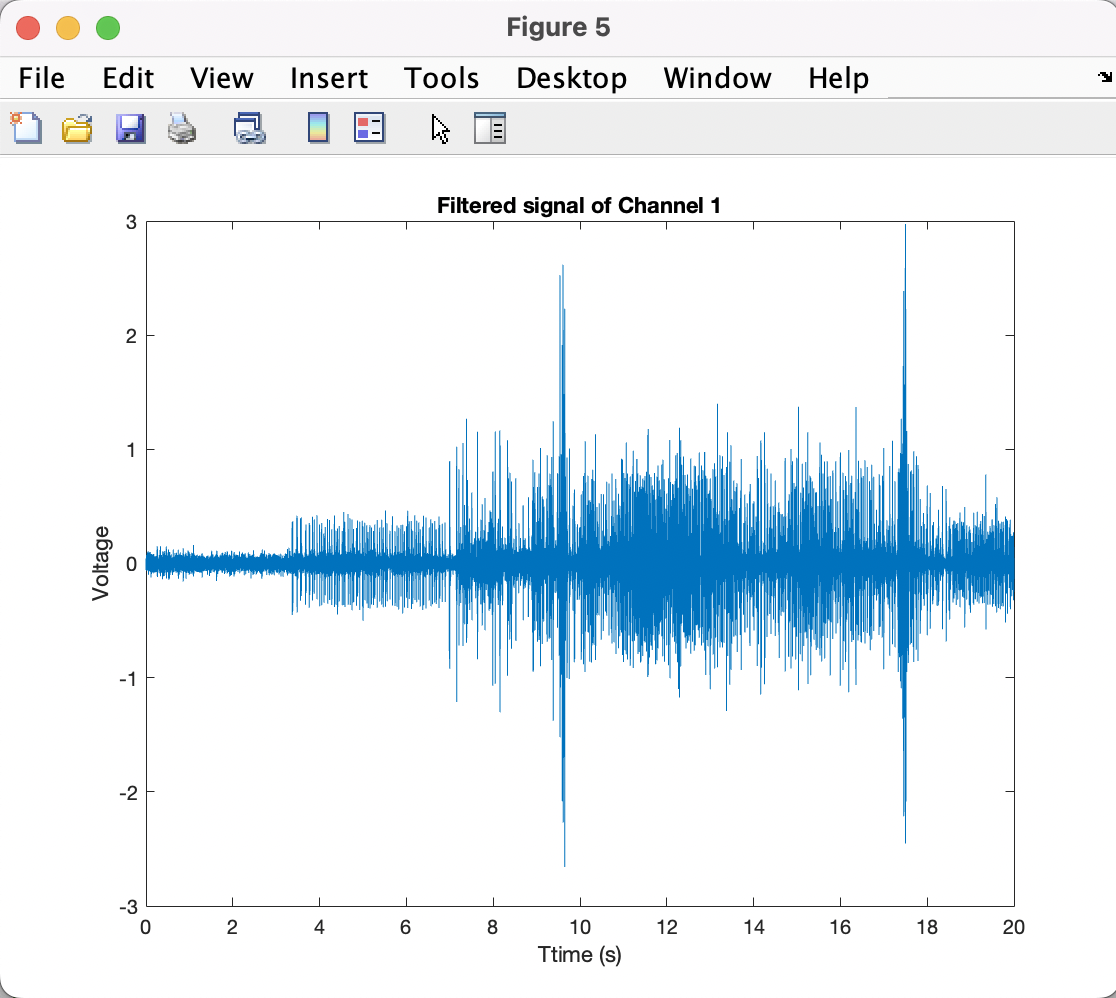 Figure 5
File Edit View Insert Tools Desktop Window Help
Filtered signal of Channel 1
3
2
1
0
-1
-2
-3
Voltage
0 2 4 6 8 10 12 14 16 18 20
Ttime (s)